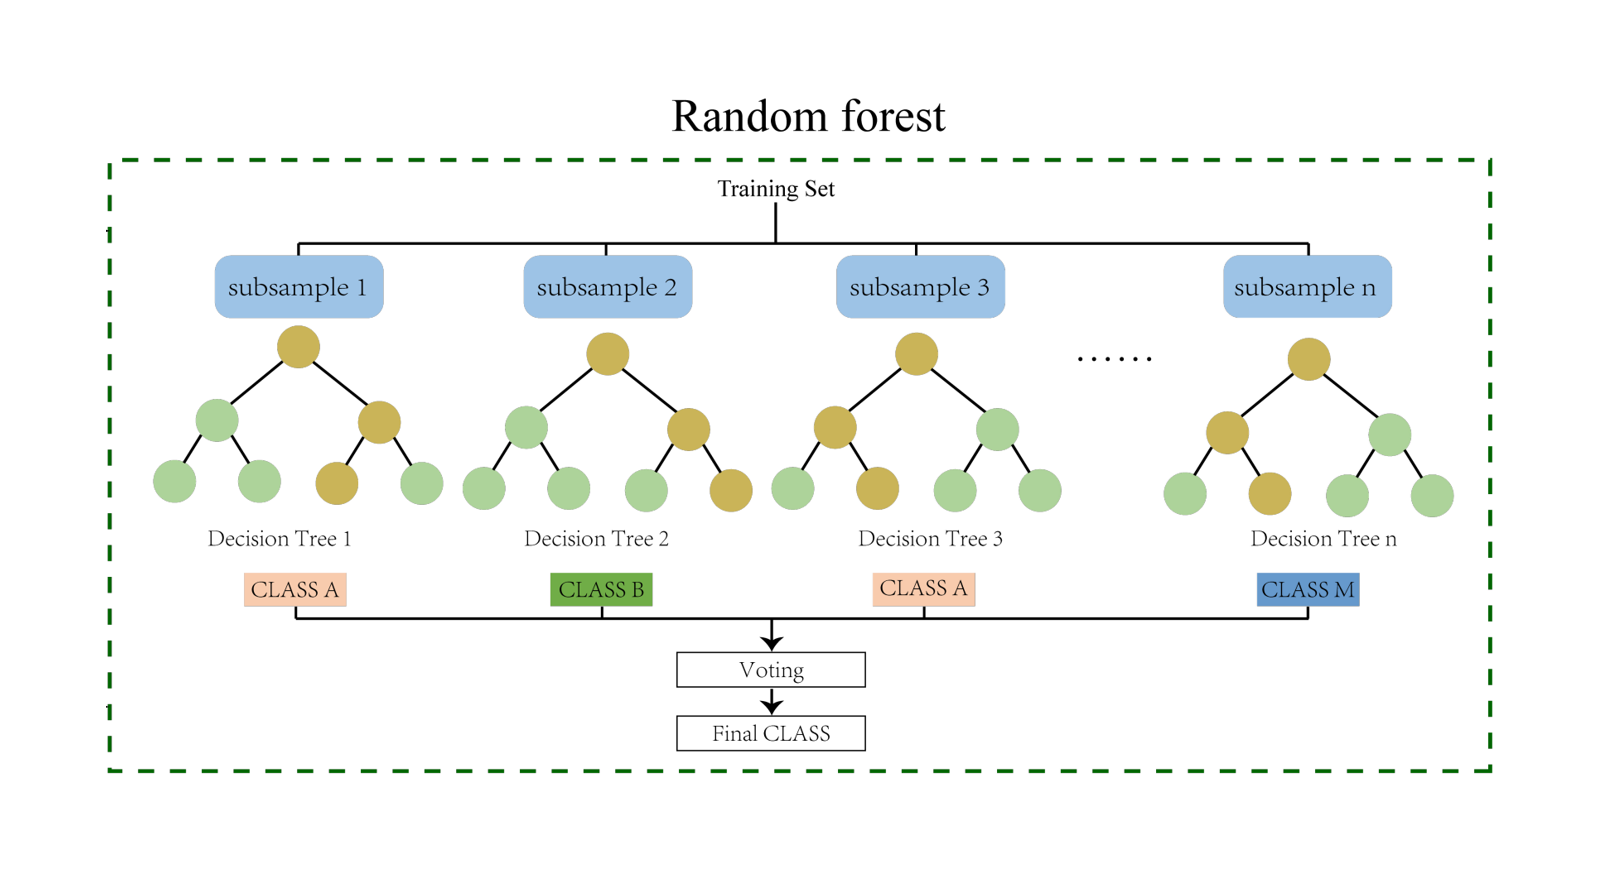 Random forest
Training Set
subsample 1
subsample 2
subsample 3
subsample n
......
Decision Tree 1
Decision Tree 2
Decision Tree 3
Decision Tree n
CLASS A
CLASS B
CLASS A
CLASS M
Voting
Final CLASS